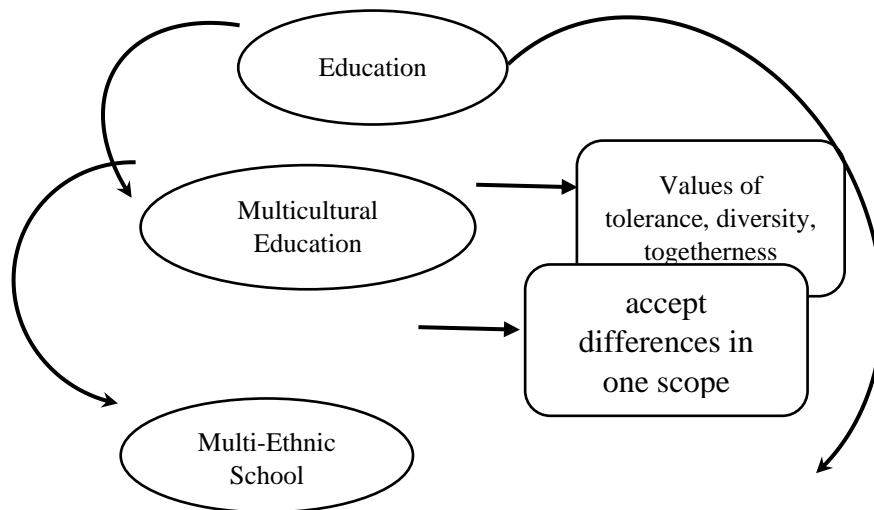 Education
Multicultural
Education
Values of
tolerance, diversity,
togetherness
accept
differences in
one scope
Multi-Ethnic
School